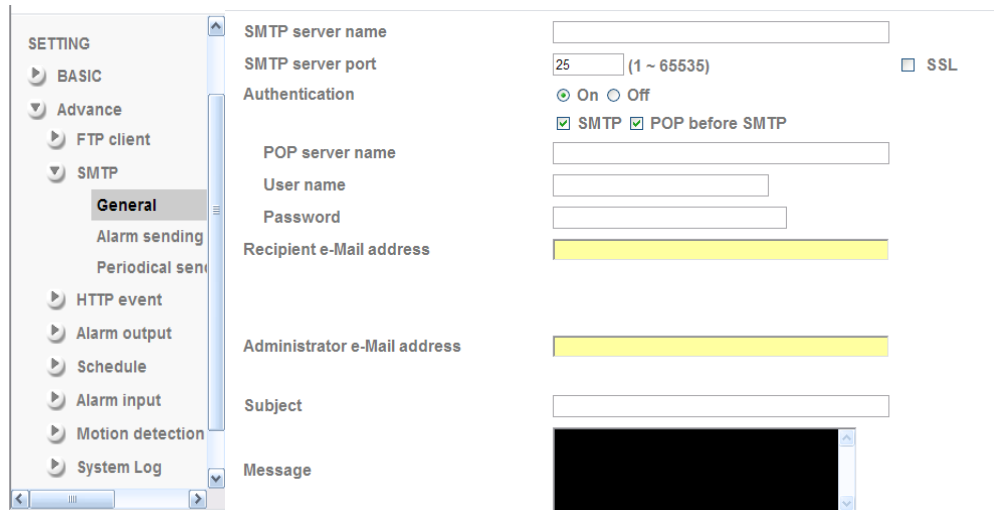 SETTING
BASIC
Advance
FTP client
SMTP
General
Alarm sending
Periodical
HTTP event
Alarm output
Schedule
Alarm input
Motion detection
System Log
SMTP server name
SMTP server port 25 (1 ~ 65535) SSL
Authentication On Off
SMTP POP before SMTP
POP server name
User name
Password
Recipient e-Mail address
Administrator e-Mail address
Subject
Message